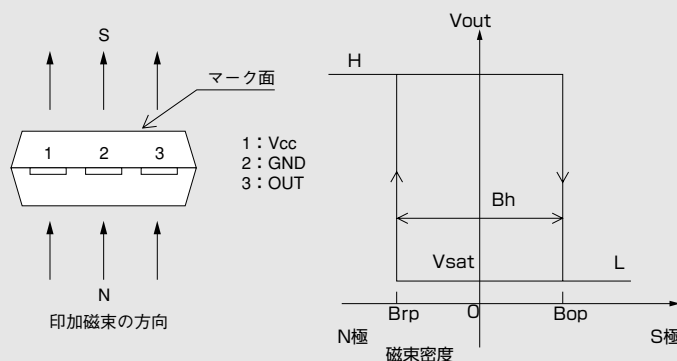 S
マーク面
1 2 3
1：Vcc
2：GND
3：OUT
N
印加磁束の方向
Vout
H
Bh
Vsat
L
Brp
0
Bop
N極
S極
磁束密度